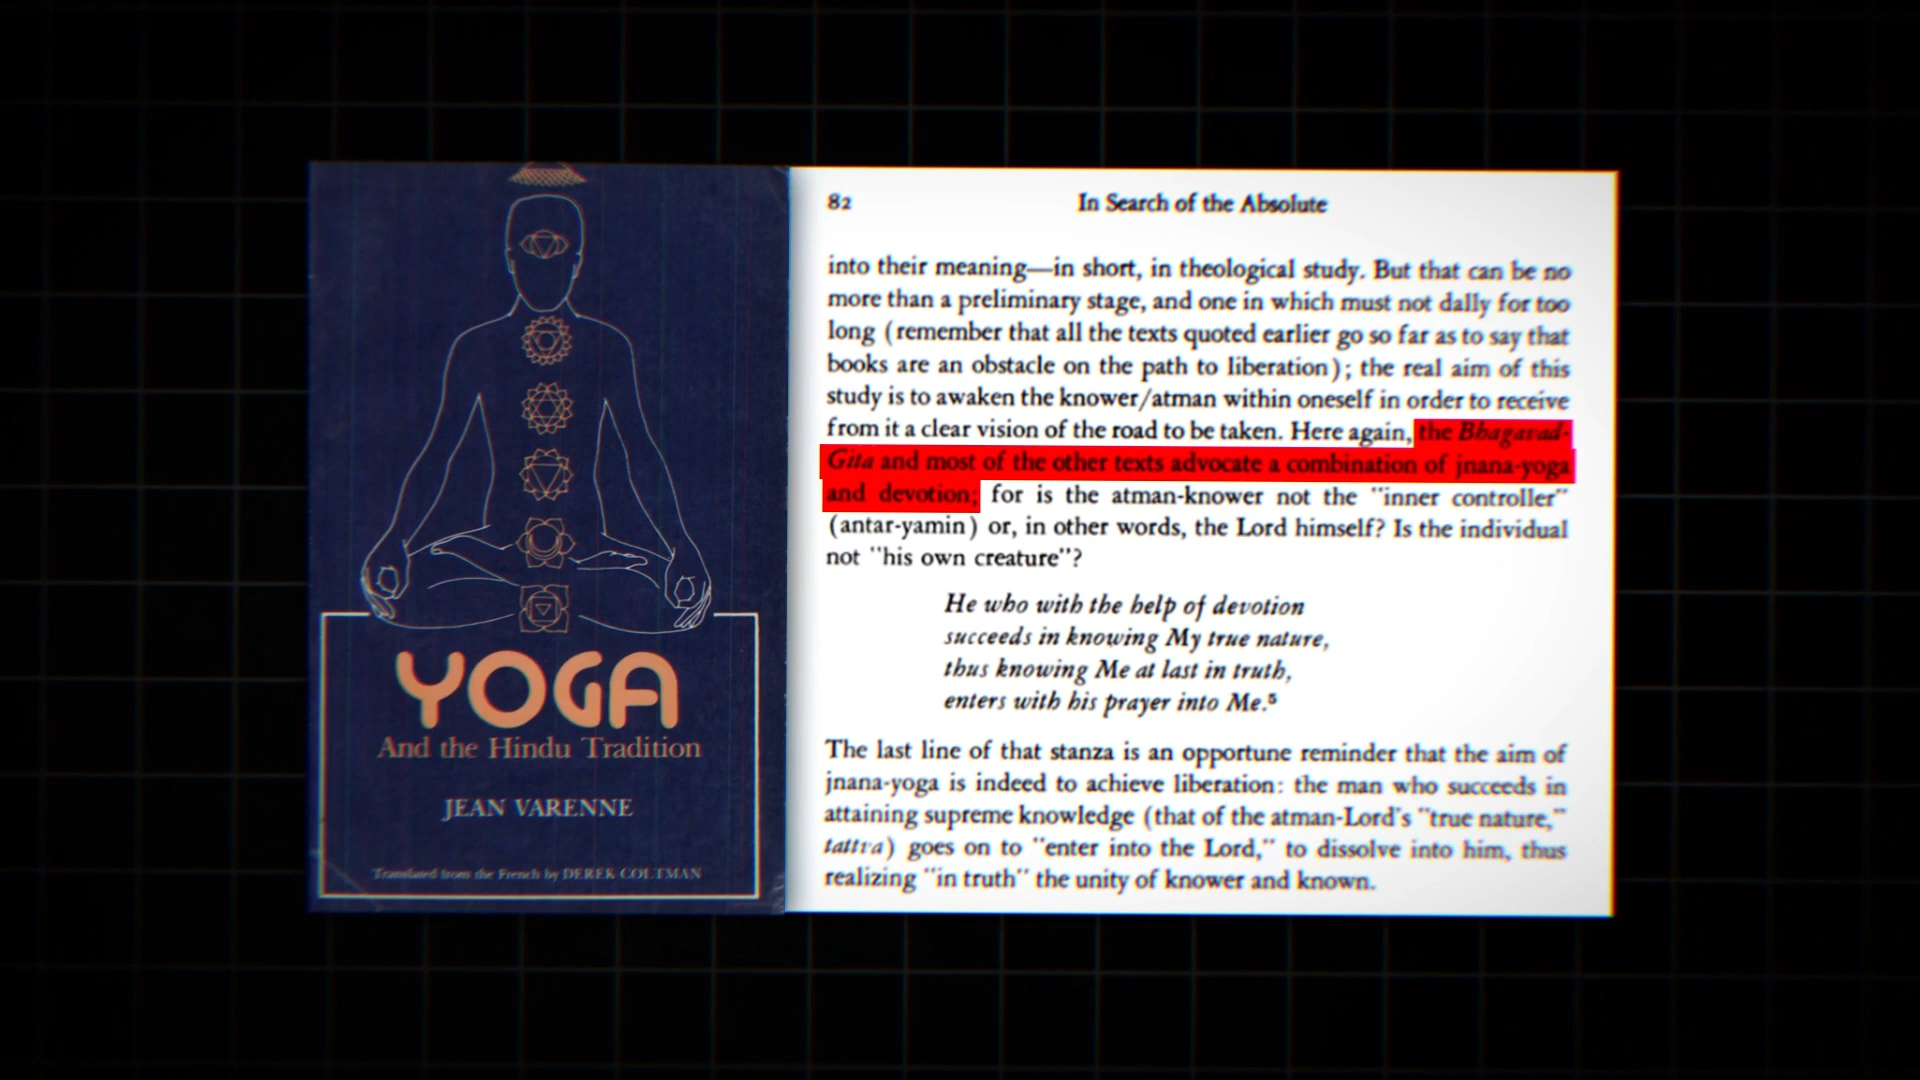 YOGA
And the Hindu Tradition
JEAN VARENNE
Translated from the French by DEREK COLTMAN
82 In Search of the Absolute
into their meaning—in short, in theological study. But that can be no
more than a preliminary stage, and one in which must not dally for too
long (remember that all the texts quoted earlier go so far as to say that
books are an obstacle on the path to liberation); the real aim of this
study is to awaken the knower/atman within oneself in order to receive
from it a clear vision of the road to be taken. Here again, the Bhagavad-
Gita and most of the other texts advocate a combination of jnana-yoga
and devotion; for is the atman-knower not the "inner controller"
(antar-yamin) or, in other words, the Lord himself? Is the individual
not "his own creature"?
He who with the help of devotion
succeeds in knowing My true nature,
thus knowing Me at last in truth,
enters with his prayer into Me.⁵
The last line of that stanza is an opportune reminder that the aim of
jnana-yoga is indeed to achieve liberation: the man who succeeds in
attaining supreme knowledge (that of the atman-Lord's "true nature,"
tattva) goes on to "enter into the Lord," to dissolve into him, thus
realizing "in truth" the unity of knower and known.